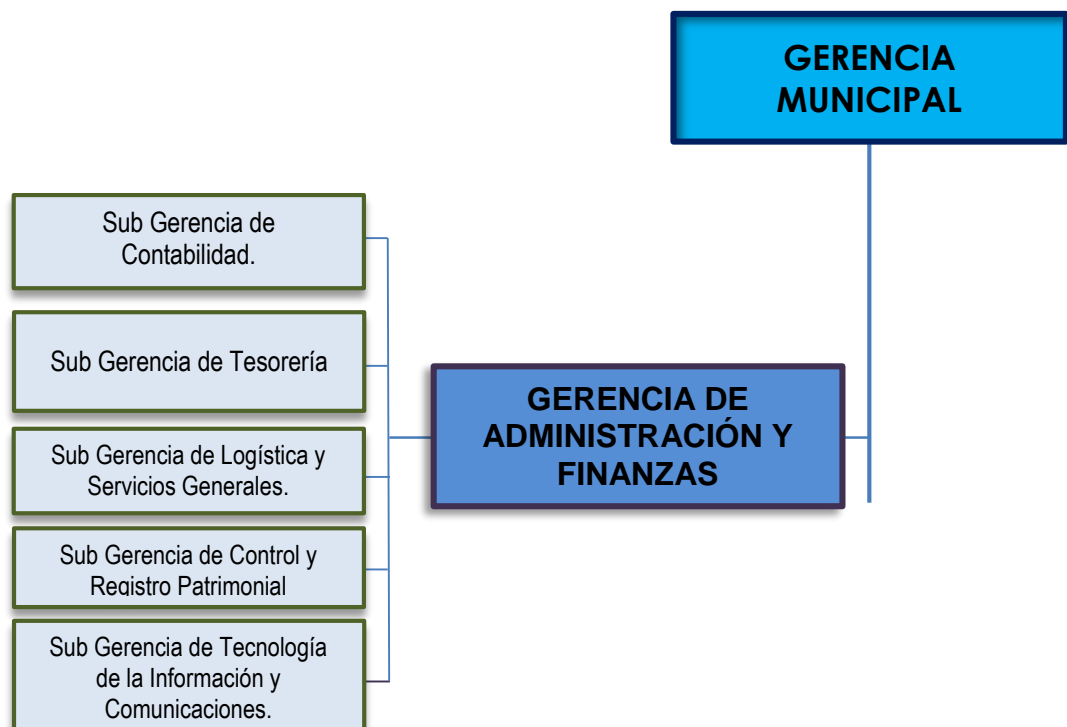 GERENCIA
MUNICIPAL
Sub Gerencia de
Contabilidad.
Sub Gerencia de Tesorería
GERENCIA DE
ADMINISTRACIÓN Y
FINANZAS
Sub Gerencia de Logística y
Servicios Generales.
Sub Gerencia de Control y
Registro Patrimonial
Sub Gerencia de Tecnología
de la Información y
Comunicaciones.